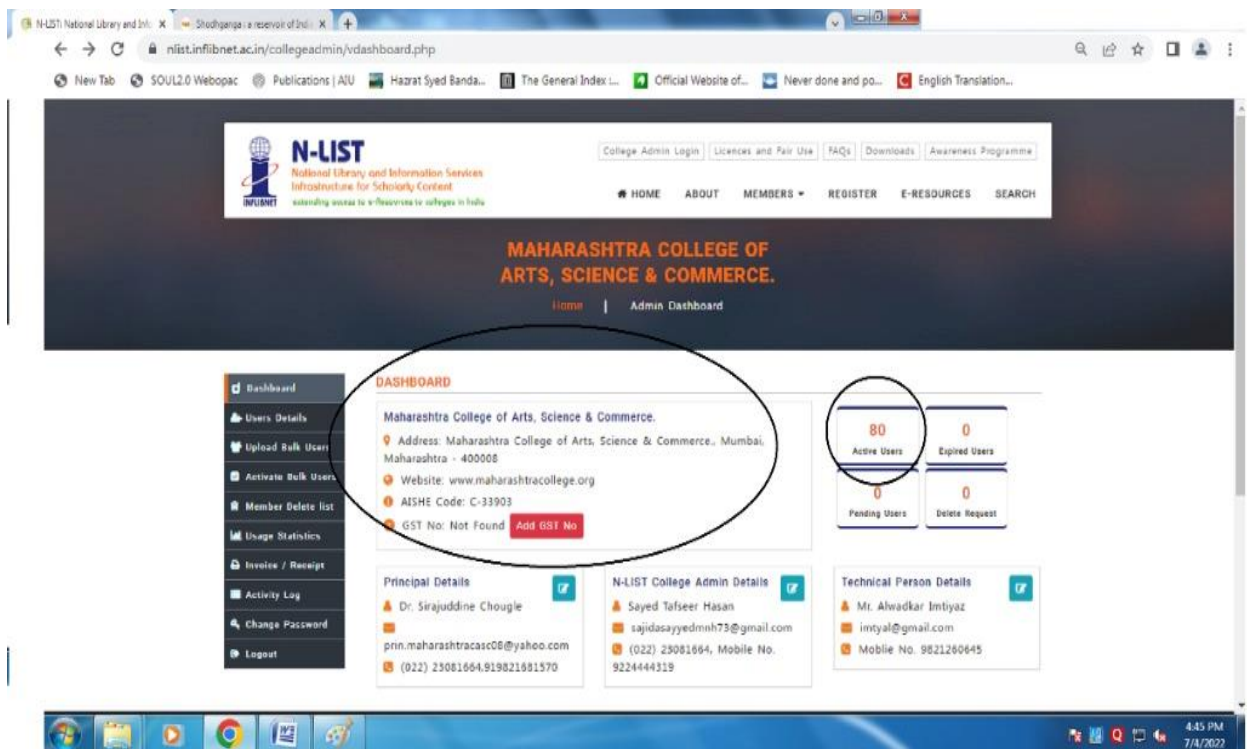 N-LIST: National Library and Info
Shodhganga : a reservoir of Indi
nlist.inflibnet.ac.in/collegeadmin/vdashboard.php
New Tab
SOUL2.0 Webopac
Publications | AIU
Hazrat Syed Banda...
The General Index :...
Official Website of...
Never done and po...
English Translation...
N-LIST
National Library and Information Services
Infrastructure for Scholarly Content
extending access to e-Resources to colleges in India
INFLIBNET
College Admin Login
Licences and Fair Use
FAQs
Downloads
Awareness Programme
HOME
ABOUT
MEMBERS
REGISTER
E-RESOURCES
SEARCH
MAHARASHTRA COLLEGE OF
ARTS, SCIENCE & COMMERCE.
Home | Admin Dashboard
Dashboard
Users Details
Upload Bulk Users
Activate Bulk Users
Member Delete list
Usage Statistics
Invoice / Receipt
Activity Log
Change Password
Logout
DASHBOARD
Maharashtra College of Arts, Science & Commerce.
Address: Maharashtra College of Arts, Science & Commerce., Mumbai,
Maharashtra - 400008
Website: www.maharashtracollege.org
AISHE Code: C-33903
GST No: Not Found Add GST No
80
Active Users
0
Expired Users
0
Pending Users
0
Delete Request
Principal Details
Dr. Sirajuddine Chougle
prin.maharashtracasc08@yahoo.com
(022) 23081664,919821681570
N-LIST College Admin Details
Sayed Tafseer Hasan
sajidasayyedmnh73@gmail.com
(022) 23081664, Mobile No.
9224444319
Technical Person Details
Mr. Alwadkar Imtiyaz
imtyal@gmail.com
Moblie No. 9821260645
4:45 PM
7/4/2022